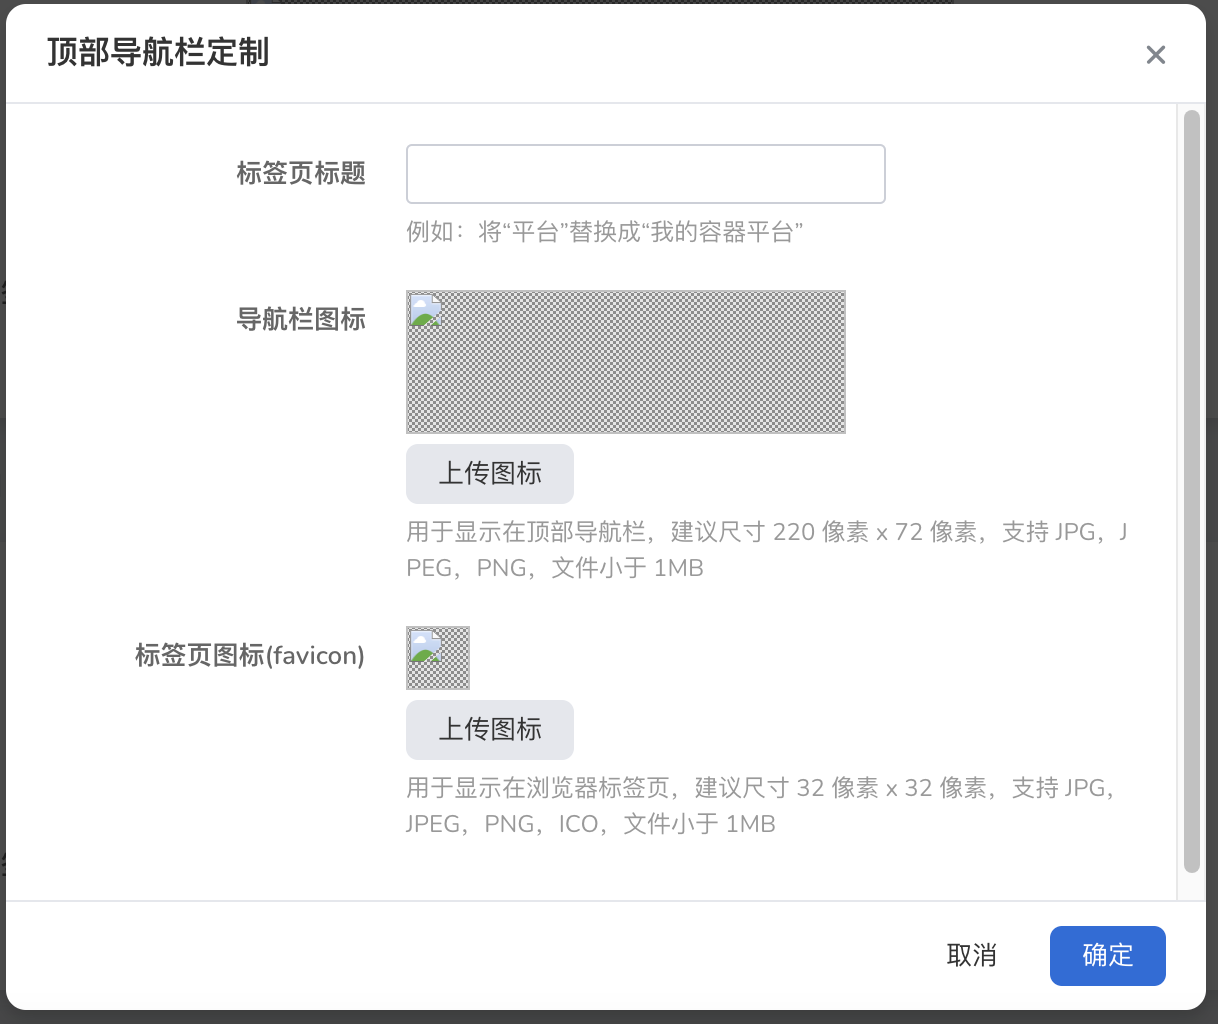 顶部导航栏定制
标签页标题
例如：将“平台”替换成“我的容器平台”
导航栏图标
上传图标
用于显示在顶部导航栏，建议尺寸 220 像素 x 72 像素，支持 JPG，J
PEG，PNG，文件小于 1MB
标签页图标(favicon)
上传图标
用于显示在浏览器标签页，建议尺寸 32 像素 x 32 像素，支持 JPG，
JPEG，PNG，ICO，文件小于 1MB
取消
确定